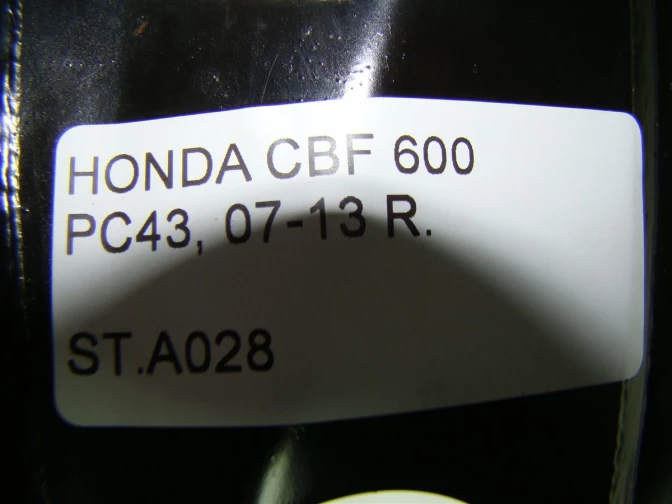 HONDA CBF 600
PC43, 07-13 R.
ST.A028